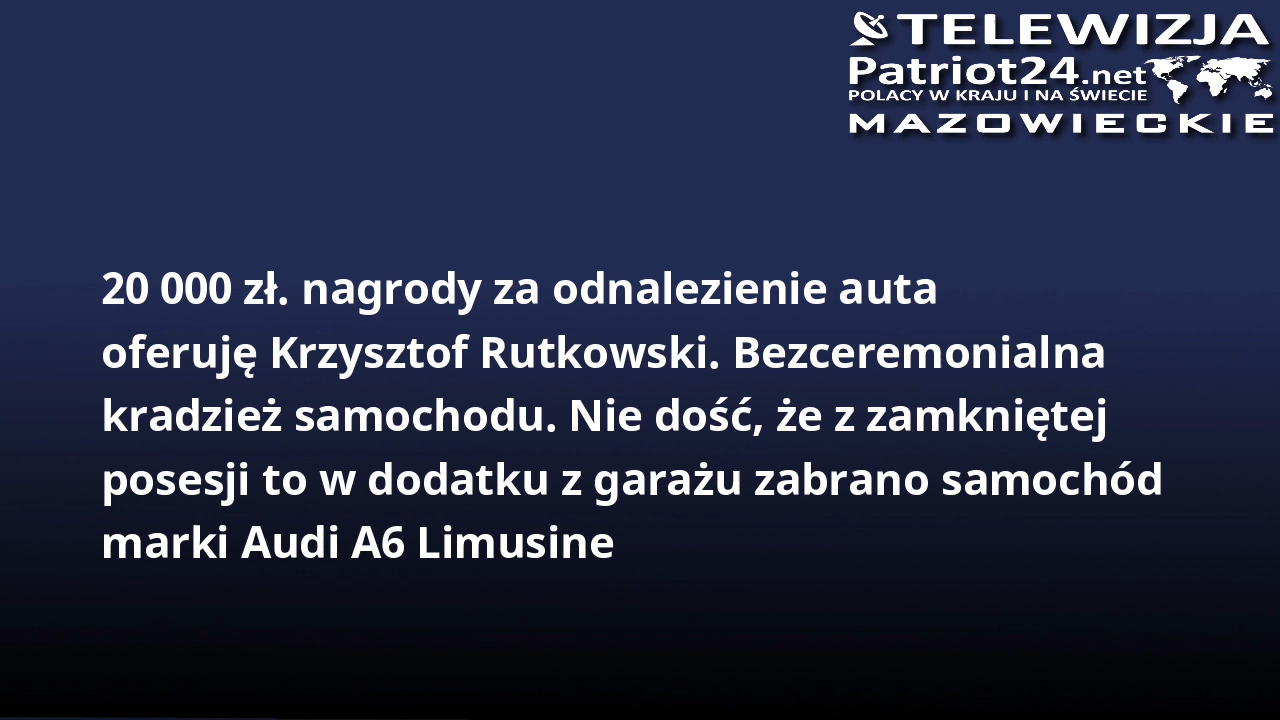 TELEWIZJA
Patriot24.net
POLACY W KRAJU I NA ŚWIECIE
MAZOWIECKIE
20 000 zł. nagrody za odnalezienie auta
oferuję Krzysztof Rutkowski. Bezceremonialna
kradzież samochodu. Nie dość, że z zamkniętej
posesji to w dodatku z garażu zabrano samochód
marki Audi A6 Limusine